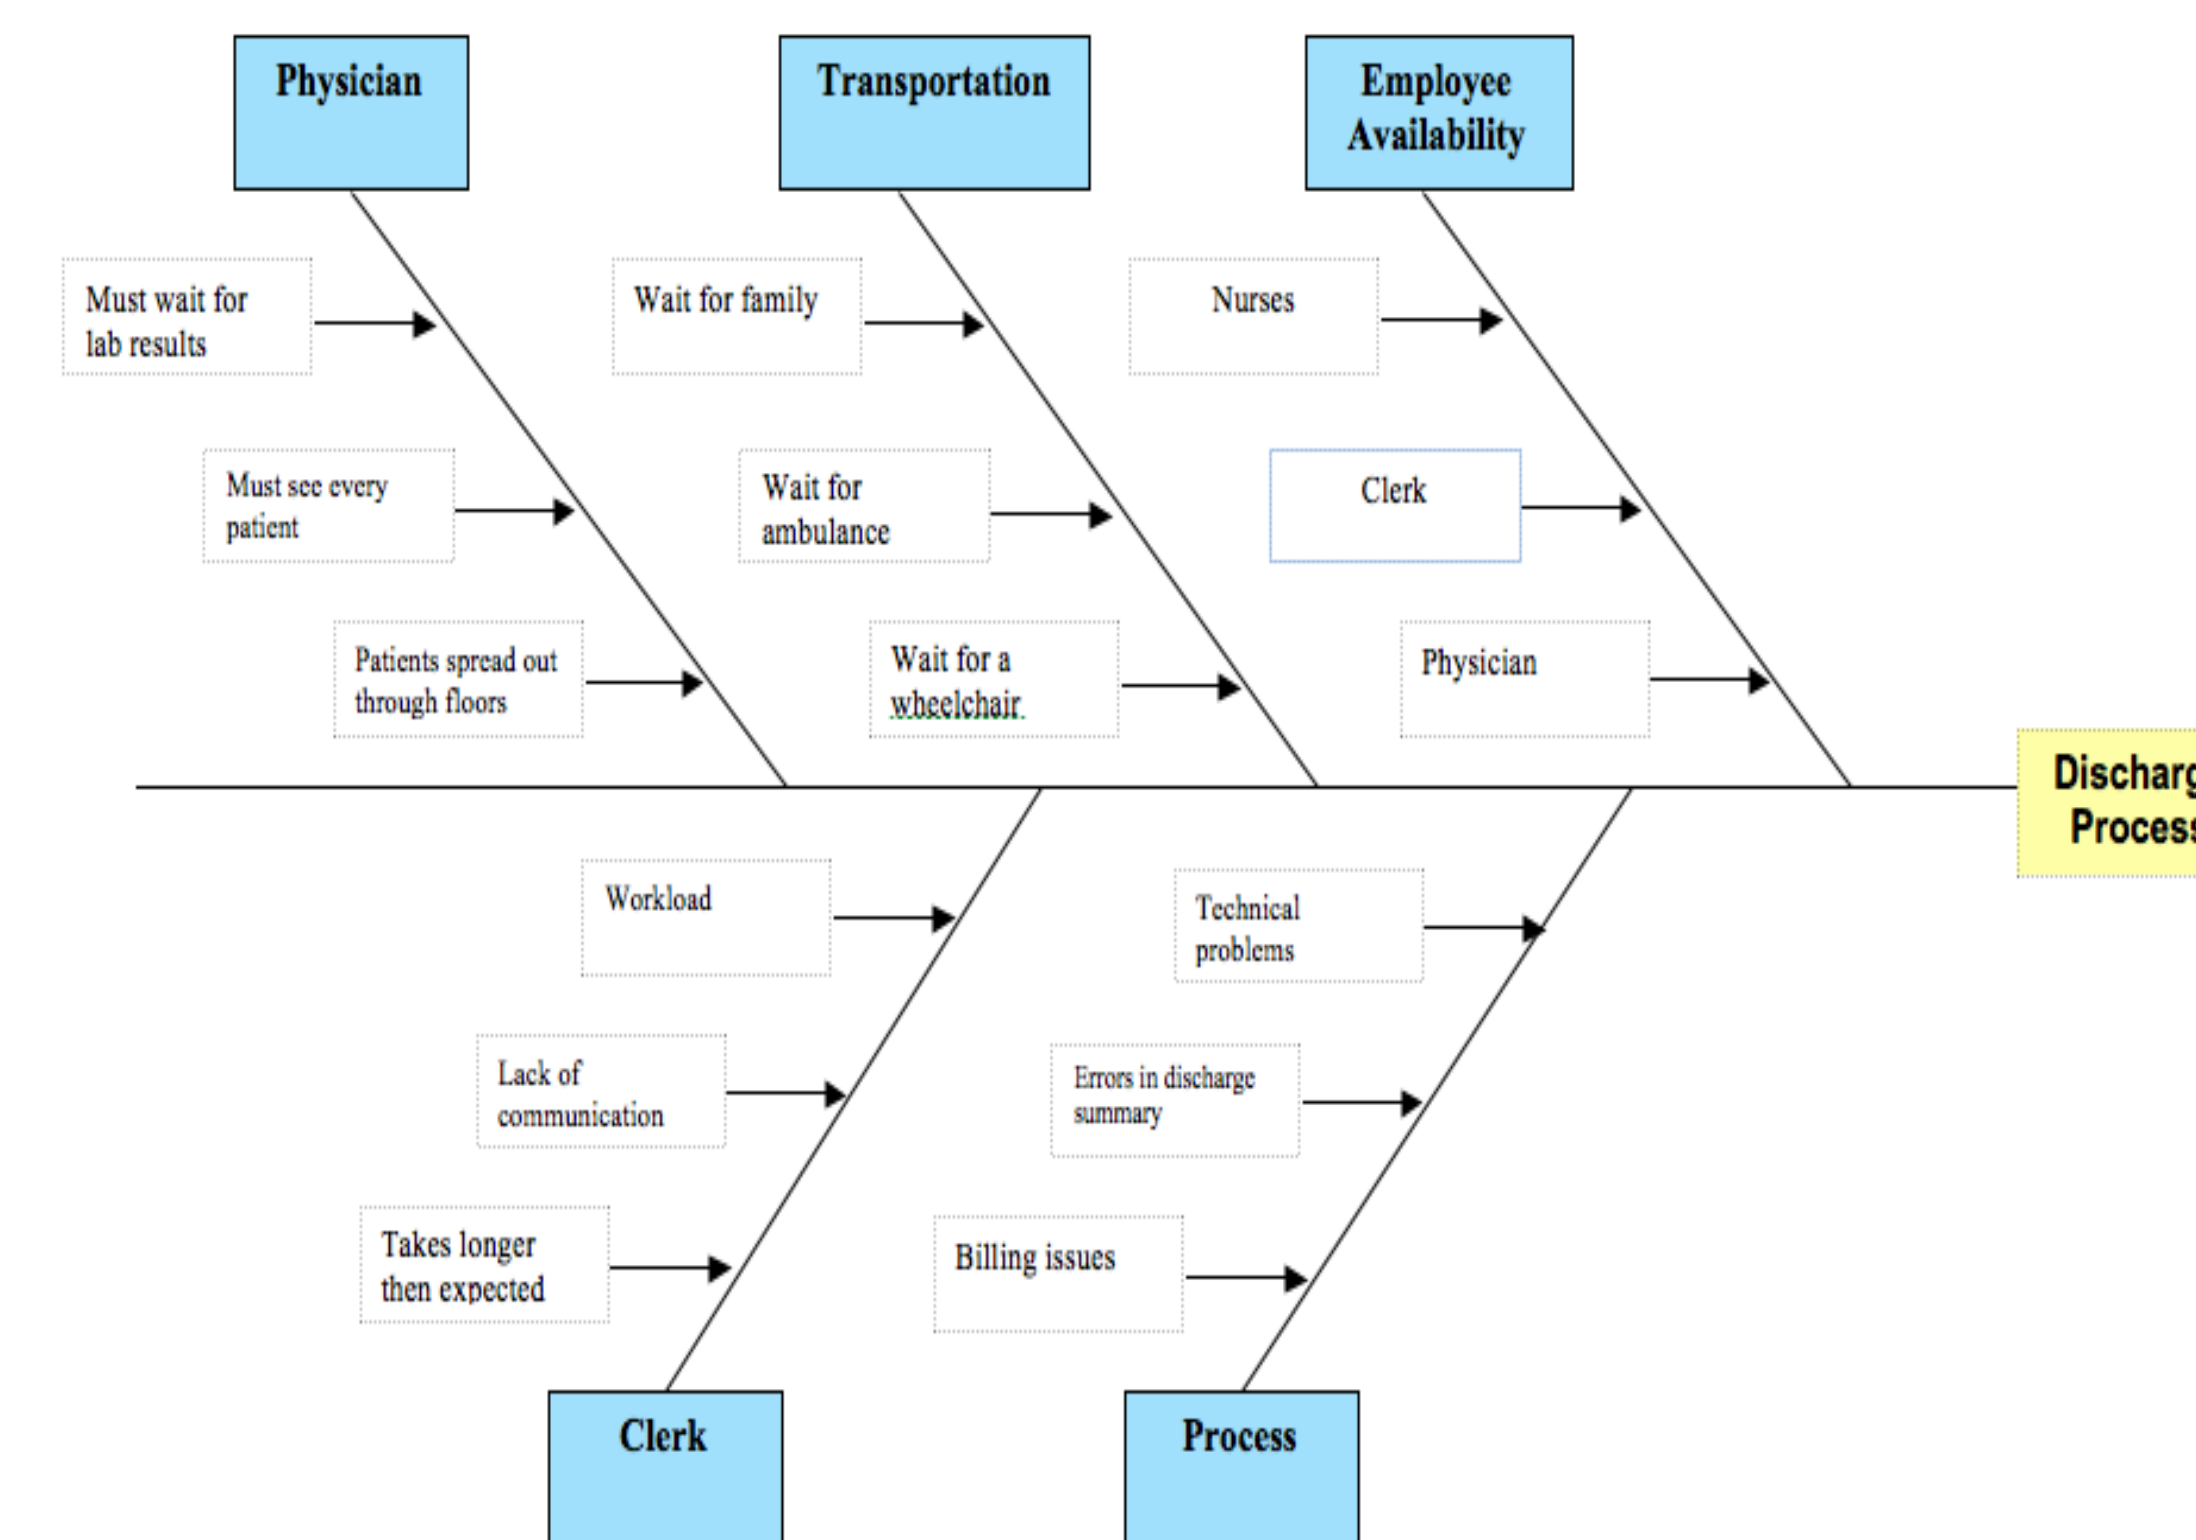 Physician
Transportation
Employee
Availability
Must wait for
lab results
Wait for family
Nurses
Must see every
patient
Wait for
ambulance
Clerk
Patients spread out
through floors
Wait for a
wheelchair
Physician
Discharg
Process
Workload
Technical
problems
Lack of
communication
Errors in discharge
summary
Takes longer
then expected
Billing issues
Clerk
Process